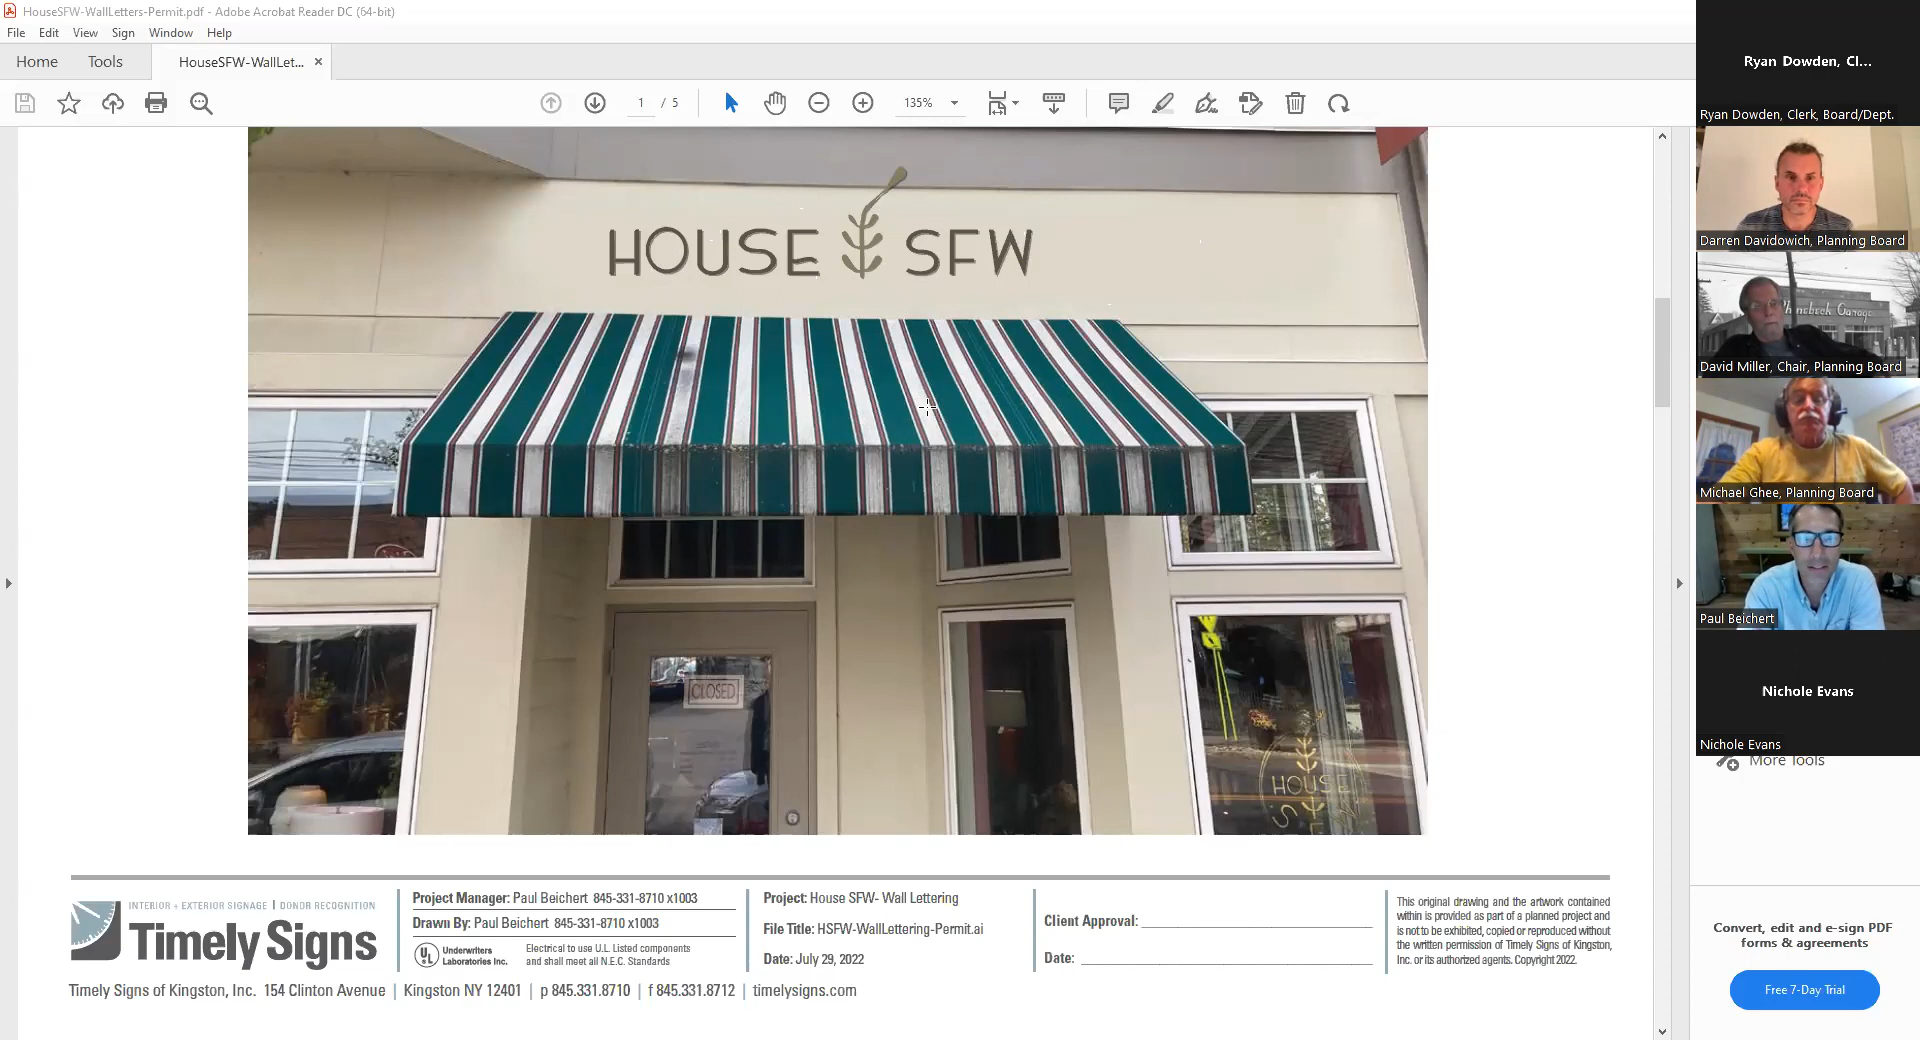 HouseSFW-WallLetters-Permit.pdf - Adobe Acrobat Reader DC (64-bit)
File Edit View Sign Window Help
Home Tools HouseSFW-WallLet... ×
1 / 5 135%
HOUSE SFW
CLOSED
HOUSE
SFW
INTERIOR + EXTERIOR SIGNAGE | DONOR RECOGNITION
Timely Signs
Project Manager: Paul Beichert 845-331-8710 x1003
Drawn By: Paul Beichert 845-331-8710 x1003
UL Underwriters Laboratories Inc.
Electrical to use U.L. Listed components
and shall meet all N.E.C. Standards
Project: House SFW- Wall Lettering
File Title: HSFW-WallLettering-Permit.ai
Date: July 29, 2022
Client Approval:
Date:
This original drawing and the artwork contained
within is provided as part of a planned project and
is not to be exhibited, copied or reproduced without
the written permission of Timely Signs of Kingston,
Inc. or its authorized agents. Copyright 2022.
Timely Signs of Kingston, Inc. 154 Clinton Avenue | Kingston NY 12401 | p 845.331.8710 | f 845.331.8712 | timelysigns.com
Ryan Dowden, Cl...
Ryan Dowden, Clerk, Board/Dept.
Darren Davidowich, Planning Board
Rhinebeck Garage
David Miller, Chair, Planning Board
Michael Ghee, Planning Board
Paul Beichert
Nichole Evans
Nichole Evans
More Tools
Convert, edit and e-sign PDF
forms & agreements
Free 7-Day Trial